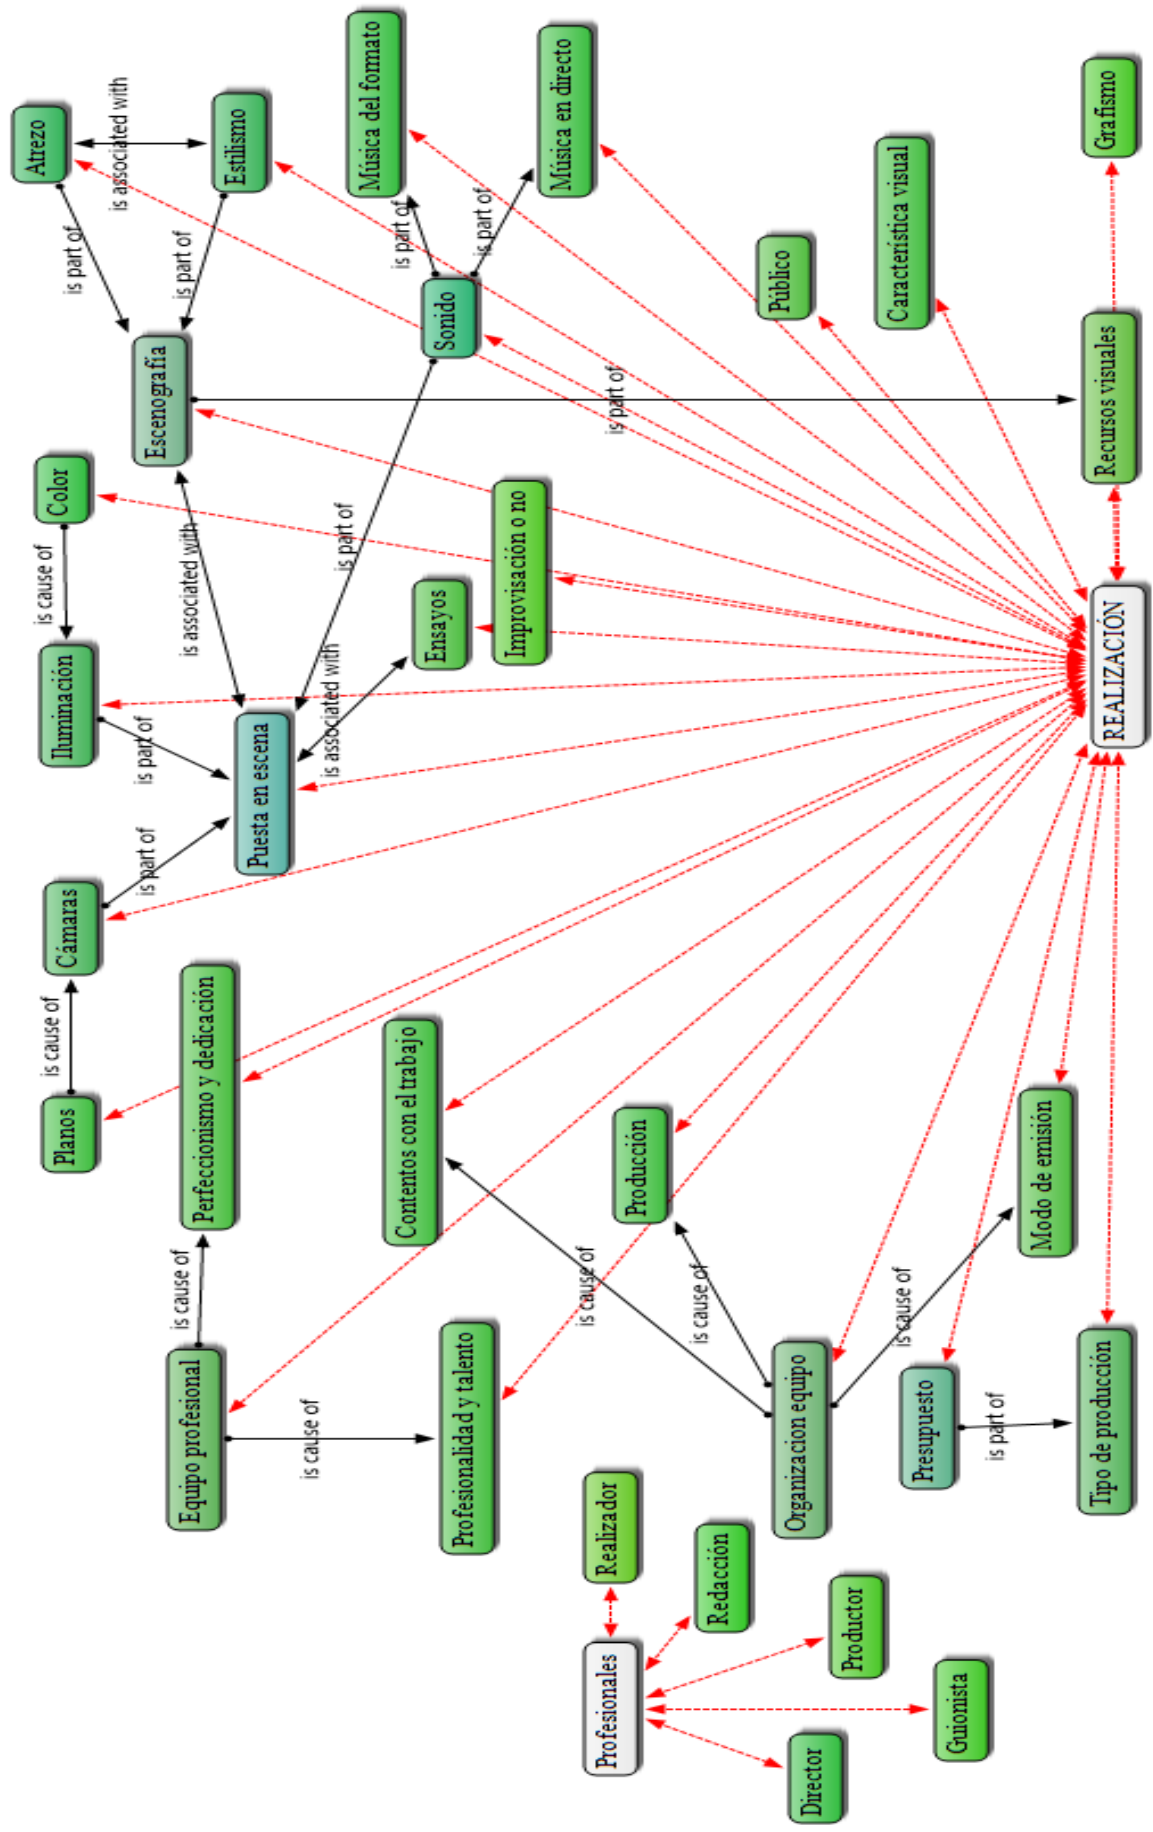 Atrezo
is cause of
is cause of
Planos
Cámaras
Iluminación
Color
is part of
is associated with
is part of
is part of
Escenografía
is part of
is cause of
is associated with
Equipo profesional
Perfeccionismo y dedicación
Estilismo
Puesta en escena
is cause of
is associated with
is part of
Música del formato
is part of
Contentos con el trabajo
Ensayos
Sonido
Profesionalidad y talento
is part of
Improvisación o no
Música en directo
is cause of
Profesionales
Realizador
is part of
Producción
is cause of
Redacción
Público
Organizacion equipo
Director
Productor
is cause of
Característica visual
Presupuesto
Guionista
is part of
Modo de emisión
Tipo de producción
REALIZACIÓN
Recursos visuales
Grafismo